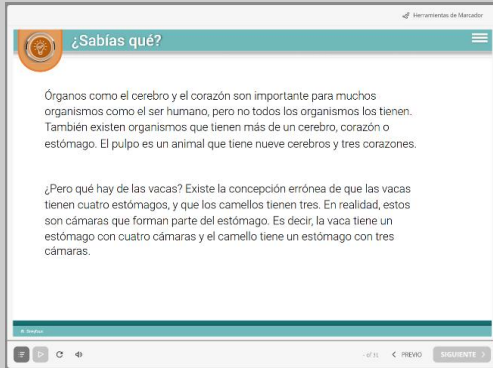 Herramientas de Marcador
¿Sabías qué?
Órganos como el cerebro y el corazón son importante para muchos
organismos como el ser humano, pero no todos los organismos los tienen.
También existen organismos que tienen más de un cerebro, corazón o
estómago. El pulpo es un animal que tiene nueve cerebros y tres corazones.
¿Pero qué hay de las vacas? Existe la concepción errónea de que las vacas
tienen cuatro estómagos, y que los camellos tienen tres. En realidad, estos
son cámaras que forman parte del estómago. Es decir, la vaca tiene un
estómago con cuatro cámaras y el camello tiene un estómago con tres
cámaras.
PREVIO
SIGUIENTE